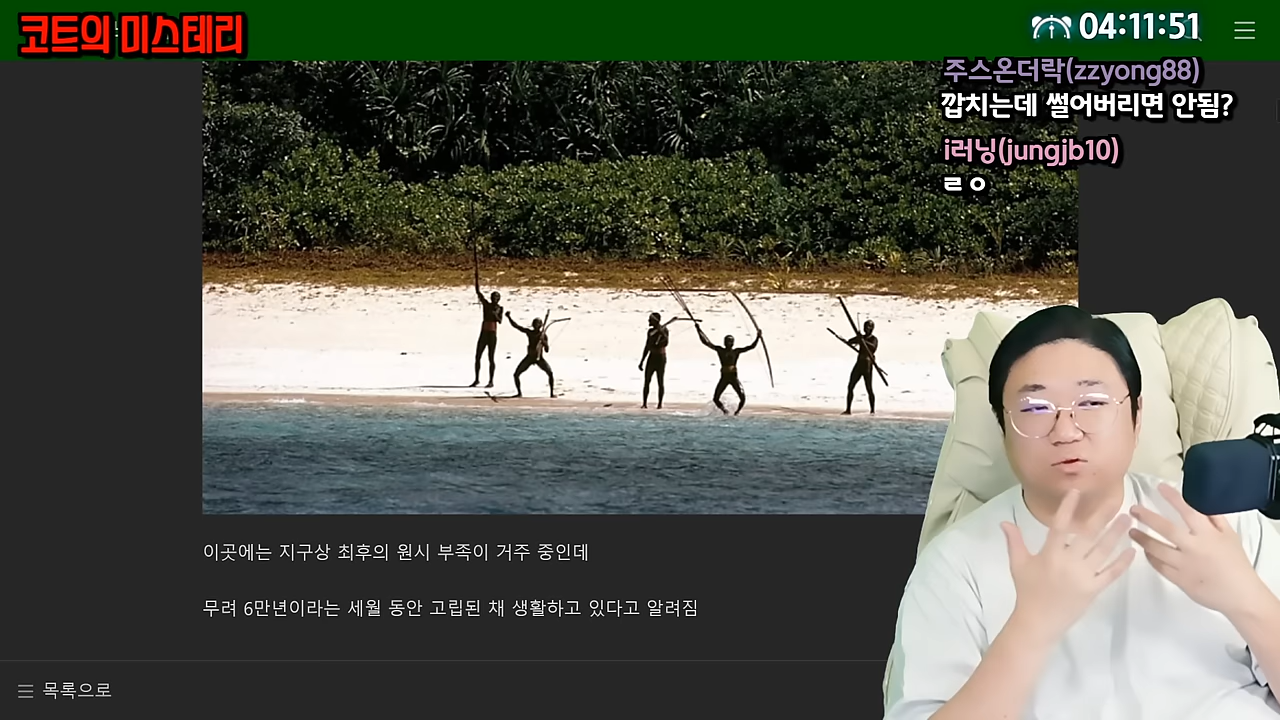 코트의 미스테리
04:11:51
주스온더락(zzyong88)
깝치는데 썰어버리면 안됨?
i러닝(jungjb10)
ㄹㅇ
이곳에는 지구상 최후의 원시 부족이 거주 중인데
무려 6만년이라는 세월 동안 고립된 채 생활하고 있다고 알려짐
목록으로